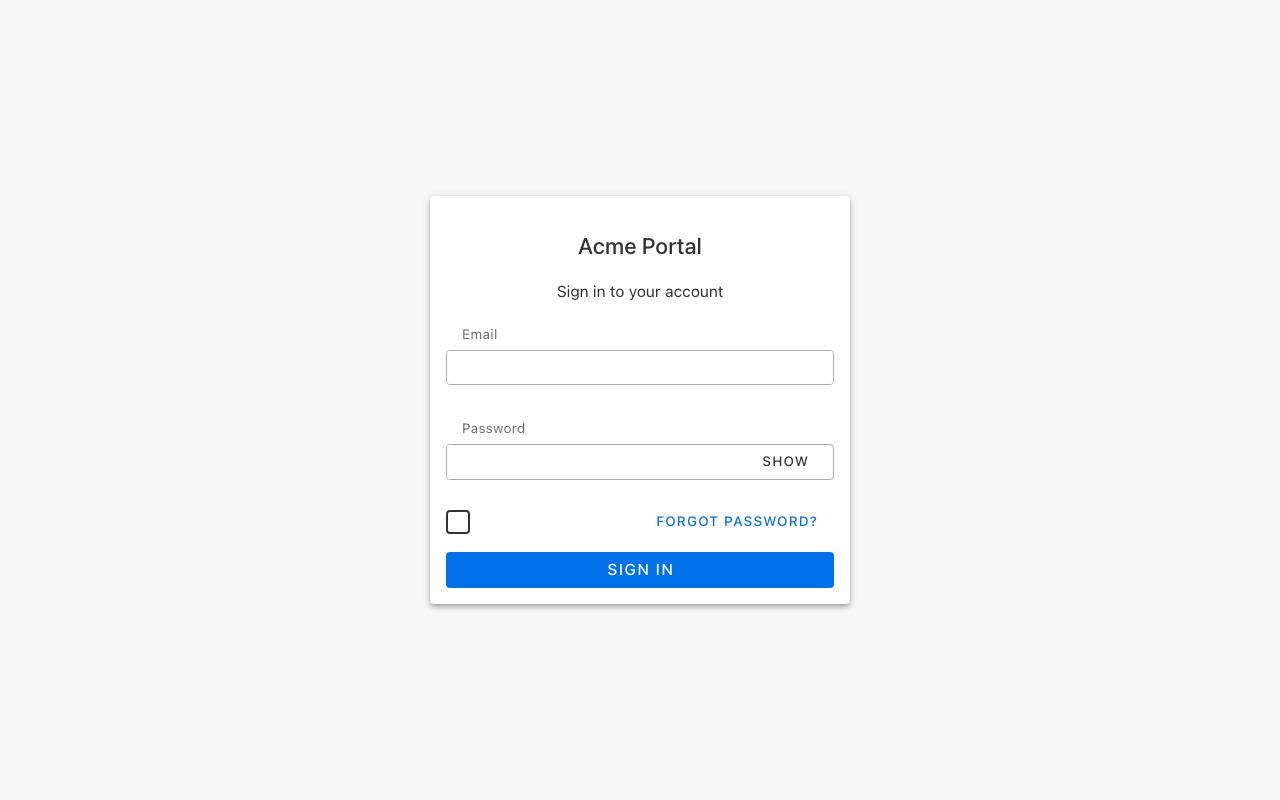 Acme Portal
Sign in to your account
Email
Password
SHOW
FORGOT PASSWORD?
SIGN IN